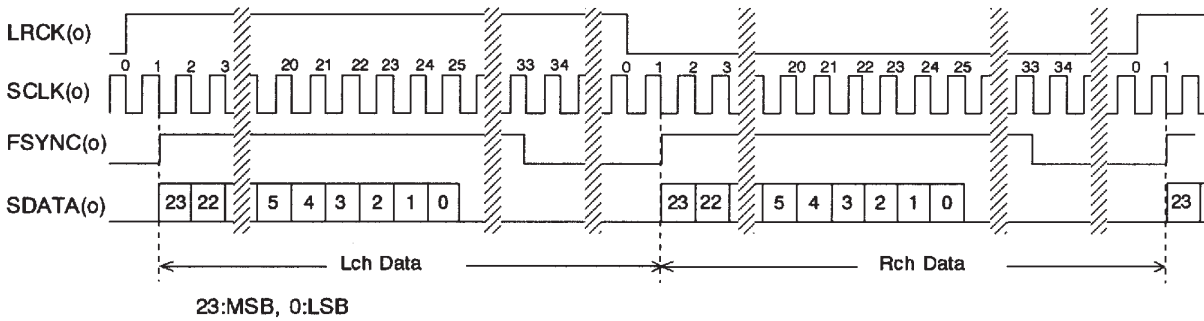 LRCK(o)
0 1 2 3 20 21 22 23 24 25 33 34 0 1 2 3 20 21 22 23 24 25 33 34 0 1
SCLK(o)
FSYNC(o)
SDATA(o) 23 22 5 4 3 2 1 0 23 22 5 4 3 2 1 0 23
Lch Data Rch Data
23:MSB, 0:LSB